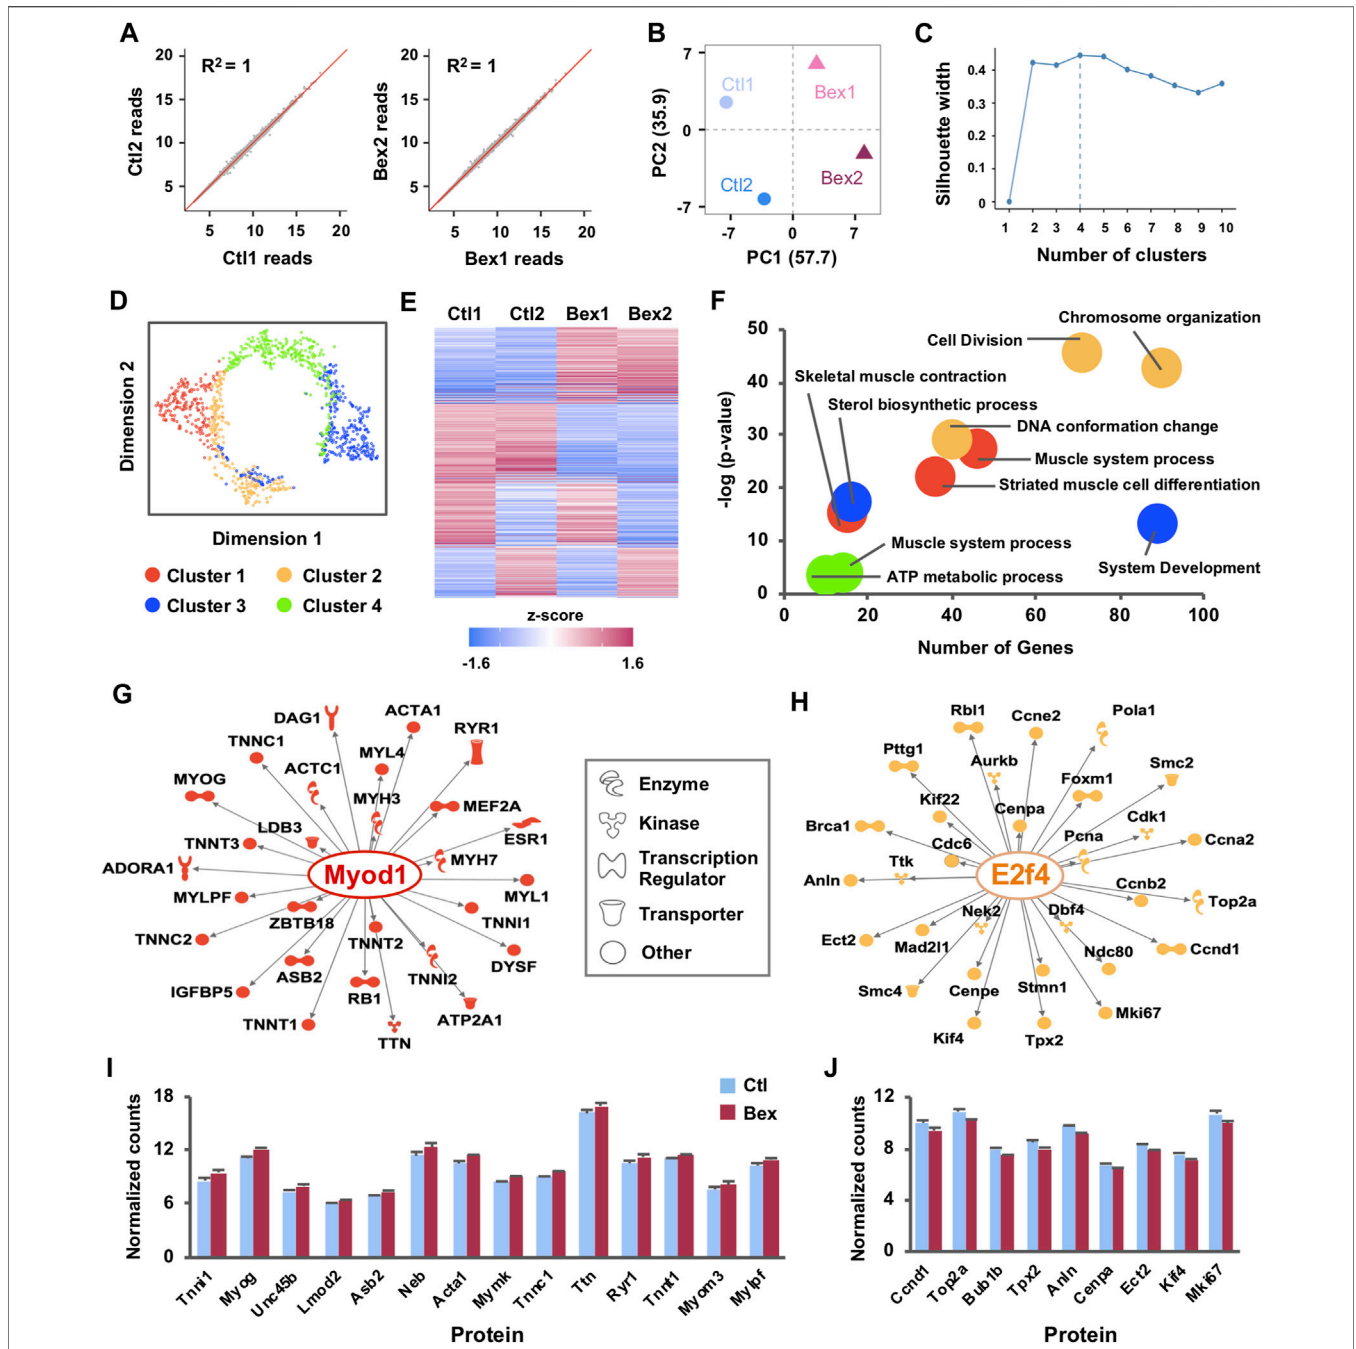 A
20
15
10
5
R² = 1
Ctl2 reads
5 10 15 20
Ctl1 reads
20
15
10
5
R² = 1
Bex2 reads
5 10 15 20
Bex1 reads
B
7
0
-7
PC2 (35.9)
Ctl1
Bex1
Ctl2
Bex2
-7 0 7
PC1 (57.7)
C
Silhouette width
0.4
0.2
0.1
0
1 2 3 4 5 6 7 8 9 10
Number of clusters
D
Dimension 2
Dimension 1
Cluster 1
Cluster 2
Cluster 3
Cluster 4
E
Ctl1 Ctl2 Bex1 Bex2
z-score
-1.6 1.6
F
50
40
30
20
10
0
-log (p-value)
Chromosome organization
Cell Division
Skeletal muscle contraction
Sterol biosynthetic process
DNA conformation change
Muscle system process
Striated muscle cell differentiation
Muscle system process
System Development
ATP metabolic process
0 20 40 60 80 100
Number of Genes
G
DAG1
ACTA1
RYR1
TNNC1
MYL4
ACTC1
MYOG
MYH3
MEF2A
LDB3
TNNT3
ESR1
MYH7
ADORA1
Myod1
MYLPF
MYL1
ZBTB18
TNNI1
TNNC2
TNNT2
DYSF
ASB2
TNNI2
IGFBP5
RB1
ATP2A1
TNNT1
TTN
Enzyme
Kinase
Transcription
Regulator
Transporter
Other
H
Rbl1
Ccne2
Pola1
Pttg1
Aurkb
Smc2
Foxm1
Kif22
Cenpa
Cdk1
Brca1
Pcna
Ccna2
Cdc6
Ttk
E2f4
Anln
Ccnb2
Top2a
Nek2
Dbf4
Ect2
Mad2l1
Ndc80
Ccnd1
Smc4
Cenpe
Stmn1
Mki67
Kif4
Tpx2
I
18
12
6
0
Normalized counts
Ctl
Bex
Tnni1 Myog Unc45b Lmod2 Asb2 Neb Acta1 Mymk Tnnc1 Ttn Ryr1 Tnnt1 Myom3 Mylpf
Protein
J
12
8
4
0
Normalized counts
Ccnd1 Top2a Bub1b Tpx2 Anln Cenpa Ect2 Kif4 Mki67
Protein